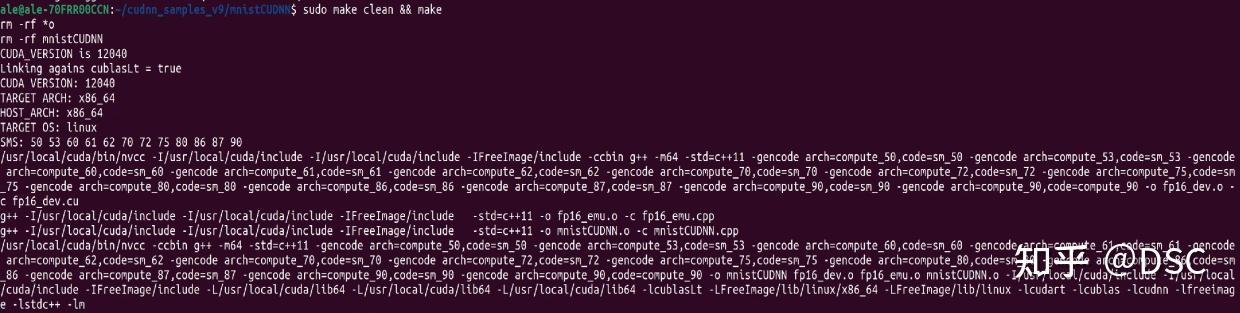 ale@ale-70FRR00CCN:~/cudnn_samples_v9/mnistCUDNN$ sudo make clean && make
rm -rf *o
rm -rf mnistCUDNN
CUDA_VERSION is 12040
Linking agains cublasLt = true
CUDA VERSION: 12040
TARGET ARCH: x86_64
HOST_ARCH: x86_64
TARGET OS: linux
SMS: 50 53 60 61 62 70 72 75 80 86 87 90
/usr/local/cuda/bin/nvcc -I/usr/local/cuda/include -I/usr/local/cuda/include -IFreeImage/include -ccbin g++ -m64 -std=c++11 -gencode arch=compute_50,code=sm_50 -gencode arch=compute_53,code=sm_53 -gencode
 arch=compute_60,code=sm_60 -gencode arch=compute_61,code=sm_61 -gencode arch=compute_62,code=sm_62 -gencode arch=compute_70,code=sm_70 -gencode arch=compute_72,code=sm_72 -gencode arch=compute_75,code=sm
_75 -gencode arch=compute_80,code=sm_80 -gencode arch=compute_86,code=sm_86 -gencode arch=compute_87,code=sm_87 -gencode arch=compute_90,code=sm_90 -gencode arch=compute_90,code=compute_90 -o fp16_dev.o -
c fp16_dev.cu
g++ -I/usr/local/cuda/include -I/usr/local/cuda/include -IFreeImage/include   -std=c++11 -o fp16_emu.o -c fp16_emu.cpp
g++ -I/usr/local/cuda/include -I/usr/local/cuda/include -IFreeImage/include   -std=c++11 -o mnistCUDNN.o -c mnistCUDNN.cpp
/usr/local/cuda/bin/nvcc -ccbin g++ -m64 -std=c++11 -gencode arch=compute_50,code=sm_50 -gencode arch=compute_53,code=sm_53 -gencode arch=compute_60,code=sm_60 -gencode arch=compute_61,code=sm_61 -gencode
 arch=compute_62,code=sm_62 -gencode arch=compute_70,code=sm_70 -gencode arch=compute_72,code=sm_72 -gencode arch=compute_75,code=sm_75 -gencode arch=compute_80,code= -gencode arch=compute_86,code=sm
_86 -gencode arch=compute_87,code=sm_87 -gencode arch=compute_90,code=sm_90 -gencode arch=compute_90,code=compute_90 -o mnistCUDNN fp16_dev.o fp16_emu.o mnistCUDNN.o -I/usr/local/cuda/include -I/usr/local
/cuda/include -IFreeImage/include -L/usr/local/cuda/lib64 -L/usr/local/cuda/lib64 -L/usr/local/cuda/lib64 -lcublasLt -LFreeImage/lib/linux/x86_64 -LFreeImage/lib/linux -lcudart -lcublas -lcudnn -lfreeimag
e -lstdc++ -lm
知乎 @DSC